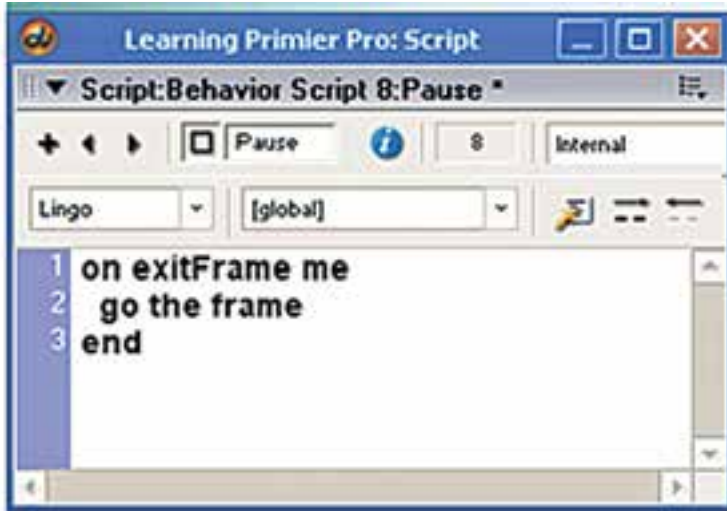 Learning Primier Pro: Script
Script:Behavior Script 8:Pause *
Pause 8 Internal
Lingo [global]
1 on exitFrame me
2 go the frame
3 end